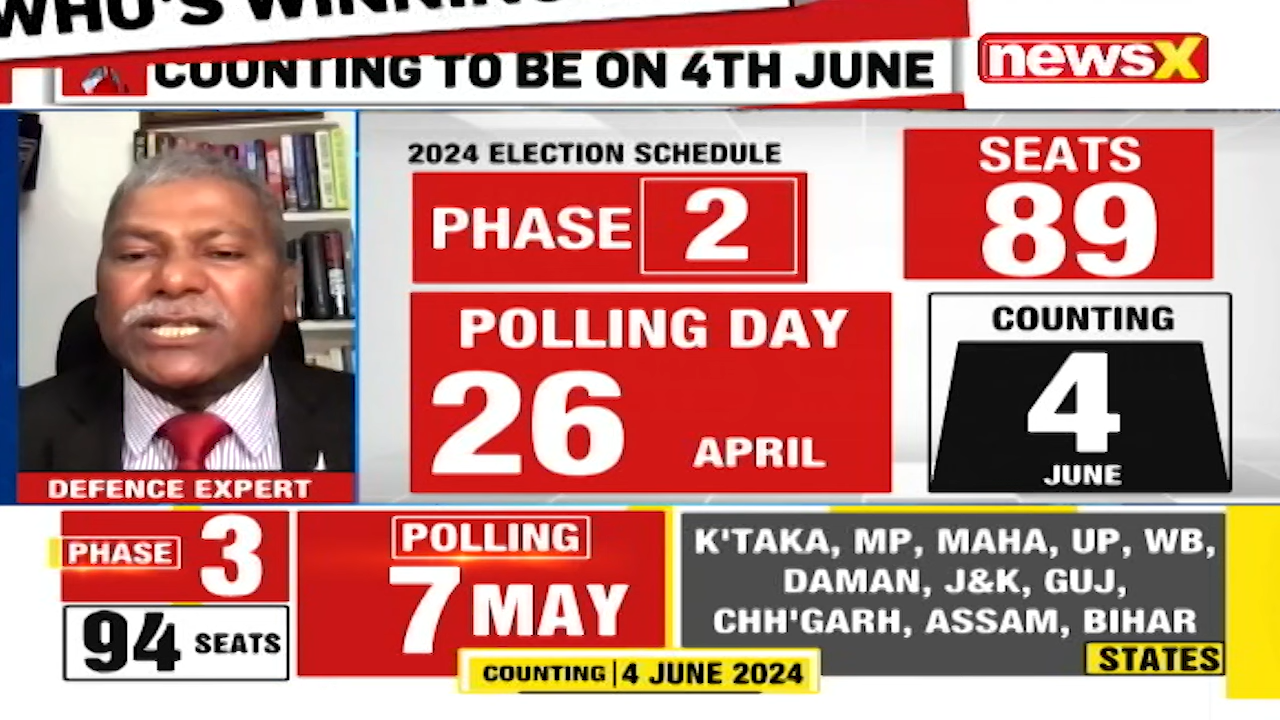 WHO'S WINNING
COUNTING TO BE ON 4TH JUNE
newsX
2024 ELECTION SCHEDULE
PHASE 2
SEATS
89
POLLING DAY
26 APRIL
COUNTING
4
JUNE
DEFENCE EXPERT
PHASE 3
94 SEATS
POLLING
7 MAY
K'TAKA, MP, MAHA, UP, WB,
DAMAN, J&K, GUJ,
CHH'GARH, ASSAM, BIHAR
STATES
COUNTING | 4 JUNE 2024